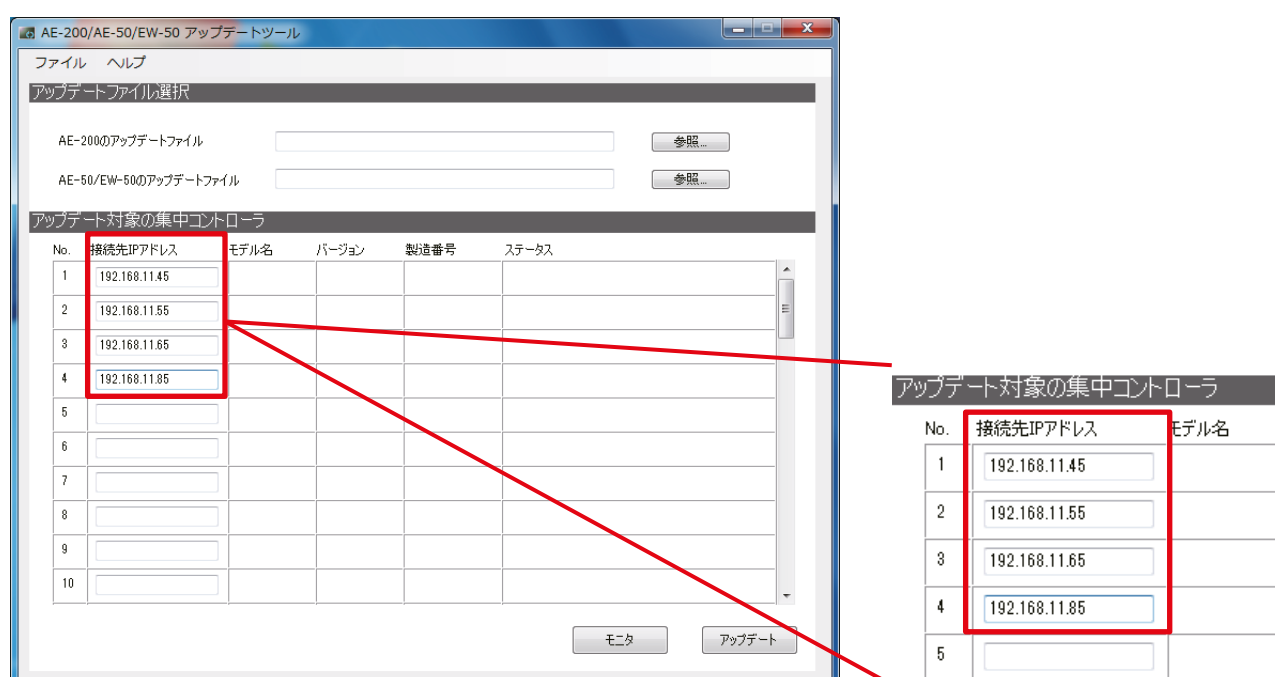 AE-200/AE-50/EW-50 アップデートツール
ファイル ヘルプ
アップデートファイル選択
AE-200のアップデートファイル 参照...
AE-50/EW-50のアップデートファイル 参照...
アップデート対象の集中コントローラ
No. 接続先IPアドレス モデル名 バージョン 製造番号 ステータス
1 192.168.11.45
2 192.168.11.55
3 192.168.11.65
4 192.168.11.85
5
6
7
8
9
10
モニタ アップデート
アップデート対象の集中コントローラ
No. 接続先IPアドレス モデル名
1 192.168.11.45
2 192.168.11.55
3 192.168.11.65
4 192.168.11.85
5